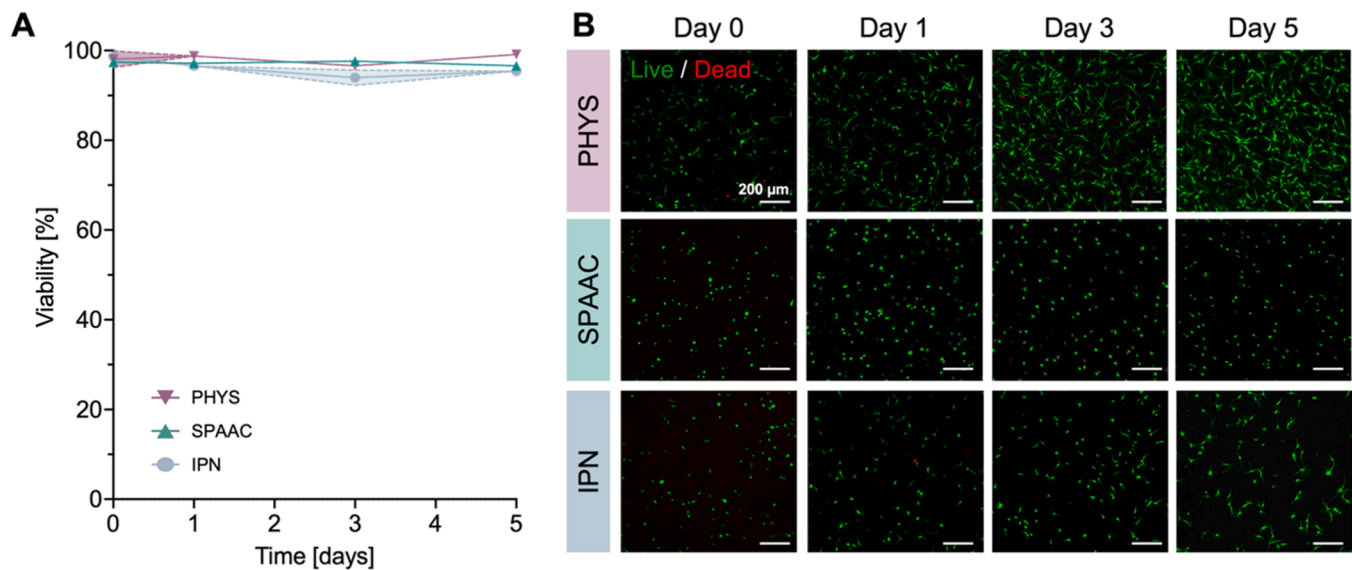 A
100
80
60
40
20
0
Viability [%]
PHYS
SPAAC
IPN
0
1
2
3
4
5
Time [days]
B
Day 0
Day 1
Day 3
Day 5
PHYS
Live / Dead
200 µm
SPAAC
IPN